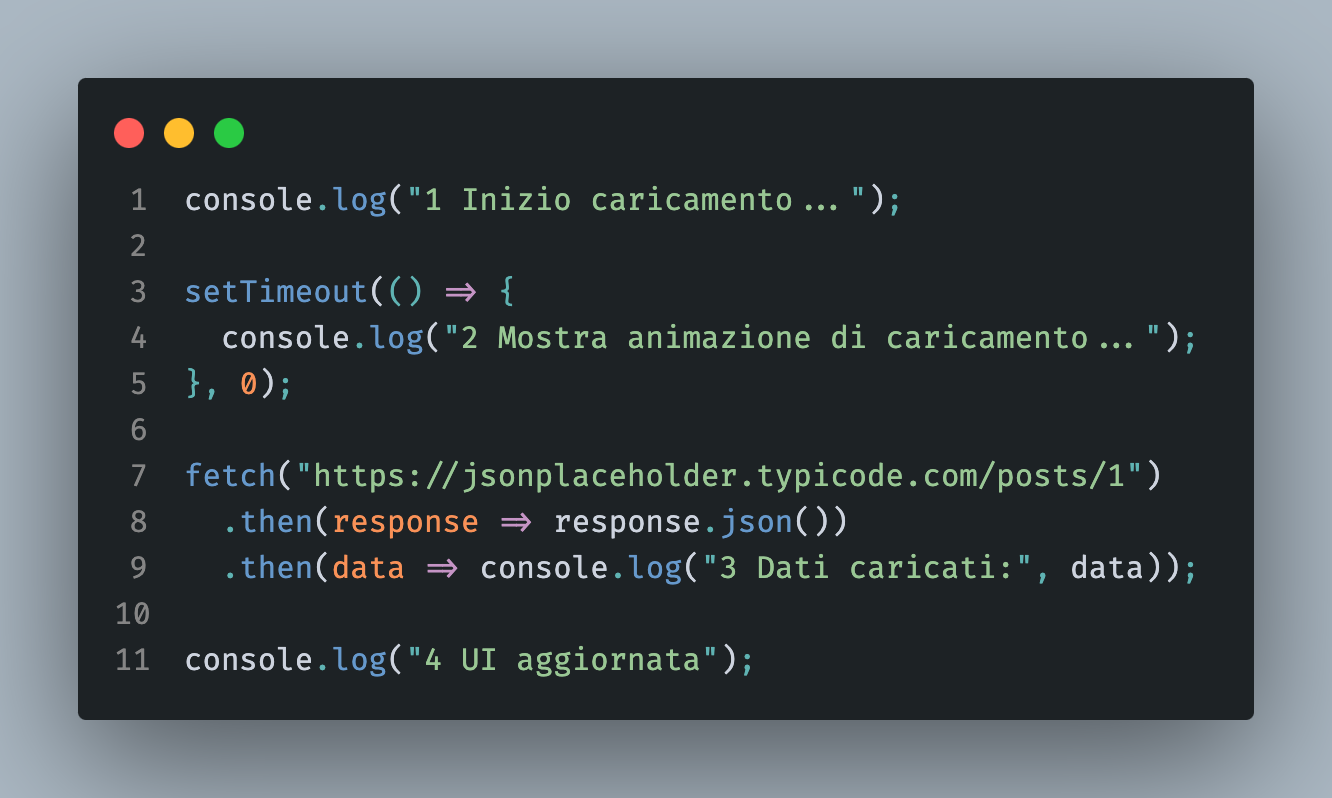 1 console.log("1 Inizio caricamento...");
2
3 setTimeout(() => {
4   console.log("2 Mostra animazione di caricamento...");
5 }, 0);
6
7 fetch("https://jsonplaceholder.typicode.com/posts/1")
8   .then(response => response.json())
9   .then(data => console.log("3 Dati caricati:", data));
10
11 console.log("4 UI aggiornata");